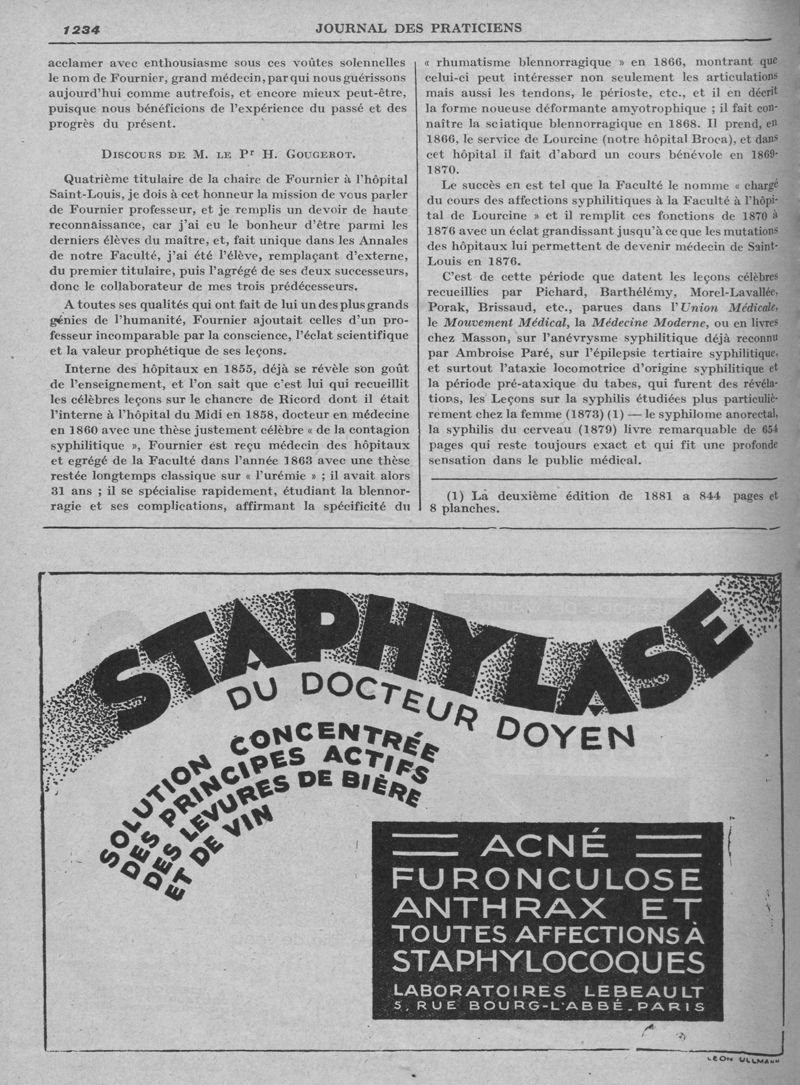 1234
JOURNAL DES PRATICIENS
acclamer avec enthousiasme sous ces voûtes solennelles
le nom de Fournier, grand médecin, par qui nous guérissons
aujourd'hui comme autrefois, et encore mieux peut-être,
puisque nous bénéficions de l'expérience du passé et des
progrès du présent.
DISCOURS DE M. LE Pr H. GOUGEROT.
Quatrième titulaire de la chaire de Fournier à l'hôpital
Saint-Louis, je dois à cet honneur la mission de vous parler
de Fournier professeur, et je remplis un devoir de haute
reconnaissance, car j'ai eu le bonheur d'être parmi les
derniers élèves du maître, et, fait unique dans les Annales
de notre Faculté, j'ai été l'élève, remplaçant d'externe,
du premier titulaire, puis l'agrégé de ses deux successeurs,
donc le collaborateur de mes trois prédécesseurs.
A toutes ses qualités qui ont fait de lui un des plus grands
génies de l'humanité, Fournier ajoutait celles d'un pro-
fesseur incomparable par la conscience, l'éclat scientifique
et la valeur prophétique de ses leçons.
Interne des hôpitaux en 1855, déjà se révèle son goût
de l'enseignement, et l'on sait que c'est lui qui recueillit
les célèbres leçons sur le chancre de Ricord dont il était
l'interne à l'hôpital du Midi en 1858, docteur en médecine
en 1860 avec une thèse justement célèbre « de la contagion
syphilitique », Fournier est reçu médecin des hôpitaux
et egrégé de la Faculté dans l'année 1863 avec une thèse
restée longtemps classique sur « l'urémie » ; il avait alors
31 ans ; il se spécialise rapidement, étudiant la blennor-
ragie et ses complications, affirmant la spécificité du
« rhumatisme blennorragique » en 1866, montrant que
celui-ci peut intéresser non seulement les articulations
mais aussi les tendons, le périoste, etc., et il en décrit
la forme noueuse déformante amyotrophique ; il fait con-
naître la sciatique blennorragique en 1868. Il prend, en
1866, le service de Lourcine (notre hôpital Broca), et dans
cet hôpital il fait d'abord un cours bénévole en 1869-
1870.
Le succès en est tel que la Faculté le nomme « chargé
du cours des affections syphilitiques à la Faculté à l'hôpi-
tal de Lourcine » et il remplit ces fonctions de 1870 à
1876 avec un éclat grandissant jusqu'à ce que les mutations
des hôpitaux lui permettent de devenir médecin de Saint-
Louis en 1876.
C'est de cette période que datent les leçons célèbres
recueillies par Pichard, Barthélémy, Morel-Lavallée,
Porak, Brissaud, etc., parues dans l'Union Médicale,
le Mouvement Médical, la Médecine Moderne, ou en livres
chez Masson, sur l'anévrysme syphilitique déjà reconnu
par Ambroise Paré, sur l'épilepsie tertiaire syphilitique,
et surtout l'ataxie locomotrice d'origine syphilitique et
la période pré-ataxique du tabes, qui furent des révéla-
tions, les Leçons sur la syphilis étudiées plus particuliè-
rement chez la femme (1873) (1) — le syphilome anorectal,
la syphilis du cerveau (1879) livre remarquable de 654
pages qui reste toujours exact et qui fit une profonde
sensation dans le public médical.
(1) La deuxième édition de 1881 a 844 pages et
8 planches.
STAPHYLASE
DU DOCTEUR DOYEN
SOLUTION CONCENTRÉE
DES PRINCIPES ACTIFS
DES LEVURES DE BIÈRE
ET DE VIN
ACNÉ
FURONCULOSE
ANTHRAX ET
TOUTES AFFECTIONS À
STAPHYLOCOQUES
LABORATOIRES LEBEAULT
5, RUE BOURG-L'ABBÉ - PARIS
LEON ULLMANN